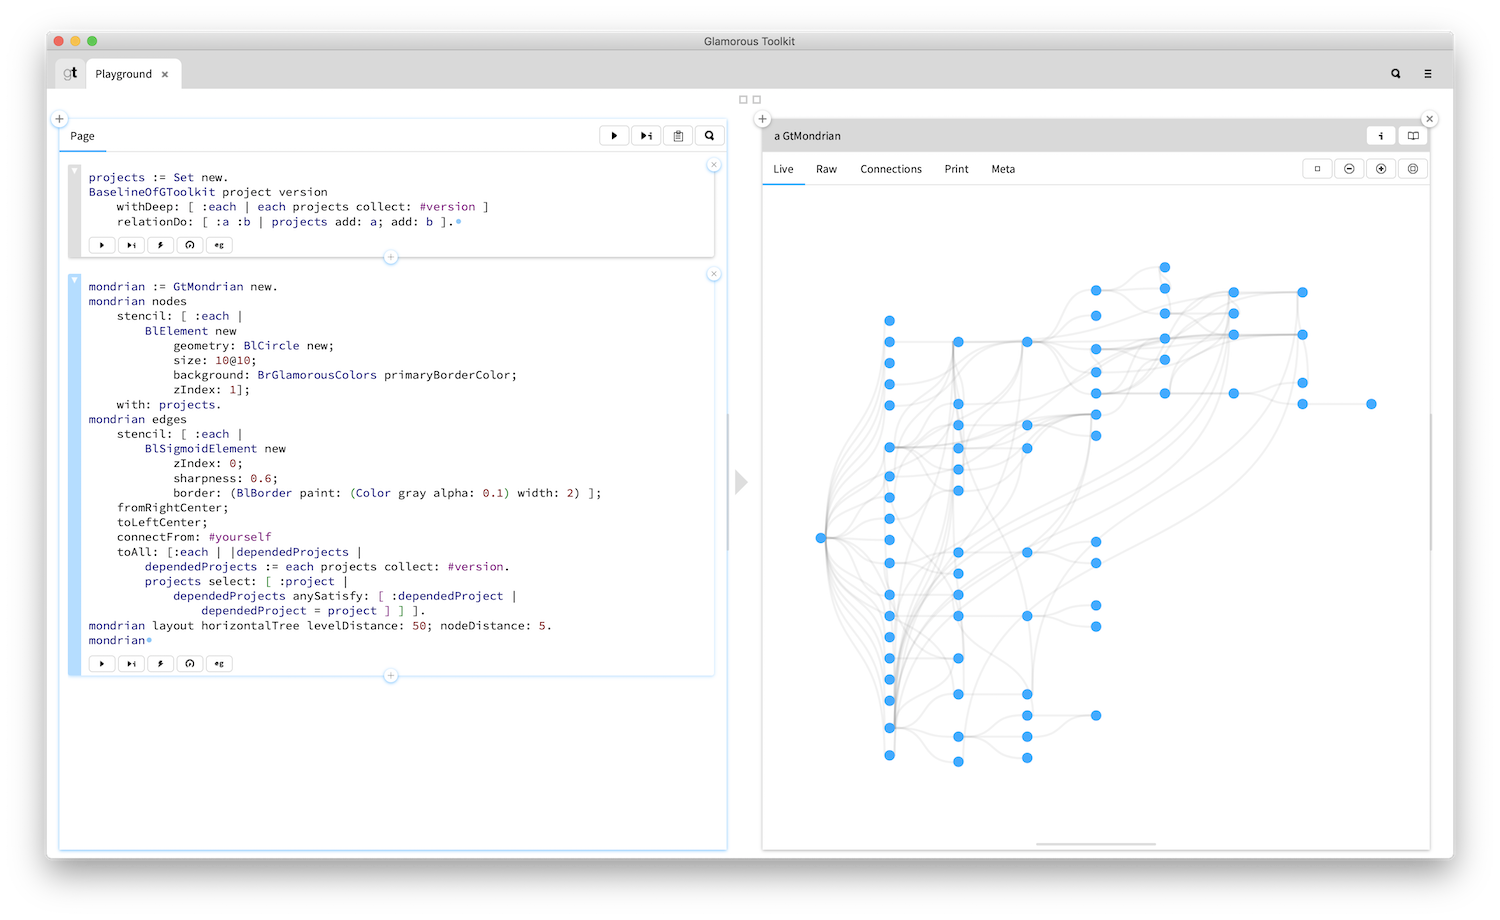 Glamorous Toolkit
gt
Playground
Page
projects := Set new.
BaselineOfGToolkit project version
    withDeep: [ :each | each projects collect: #version ]
    relationDo: [ :a :b | projects add: a; add: b ].
eg
mondrian := GtMondrian new.
mondrian nodes
    stencil: [ :each |
        BlElement new
            geometry: BlCircle new;
            size: 10@10;
            background: BrGlamorousColors primaryBorderColor;
            zIndex: 1];
    with: projects.
mondrian edges
    stencil: [ :each |
        BlSigmoidElement new
            zIndex: 0;
            sharpness: 0.6;
            border: (BlBorder paint: (Color gray alpha: 0.1) width: 2) ];
    fromRightCenter;
    toLeftCenter;
    connectFrom: #yourself
    toAll: [:each | |dependedProjects |
        dependedProjects := each projects collect: #version.
        projects select: [ :project |
            dependedProjects anySatisfy: [ :dependedProject |
                dependedProject = project ] ] ].
mondrian layout horizontalTree levelDistance: 50; nodeDistance: 5.
mondrian
eg
a GtMondrian
Live Raw Connections Print Meta